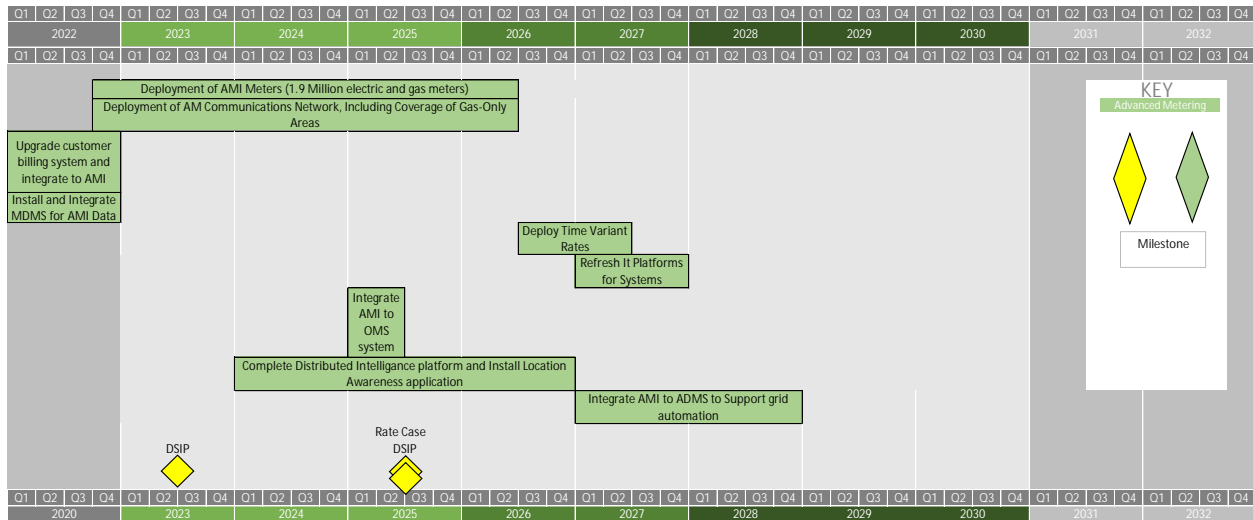 Q1 Q2 Q3 Q4 Q1 Q2 Q3 Q4 Q1 Q2 Q3 Q4 Q1 Q2 Q3 Q4 Q1 Q2 Q3 Q4 Q1 Q2 Q3 Q4 Q1 Q2 Q3 Q4 Q1 Q2 Q3 Q4 Q1 Q2 Q3 Q4 Q1 Q2 Q3 Q4 Q1 Q2 Q3 Q4
2022 2023 2024 2025 2026 2027 2028 2029 2030 2031 2032
Q1 Q2 Q3 Q4 Q1 Q2 Q3 Q4 Q1 Q2 Q3 Q4 Q1 Q2 Q3 Q4 Q1 Q2 Q3 Q4 Q1 Q2 Q3 Q4 Q1 Q2 Q3 Q4 Q1 Q2 Q3 Q4 Q1 Q2 Q3 Q4 Q1 Q2 Q3 Q4 Q1 Q2 Q3 Q4
KEY
Advanced Metering
Milestone
Deployment of AMI Meters (1.9 Million electric and gas meters)
Deployment of AM Communications Network, Including Coverage of Gas-Only
Areas
Upgrade customer
billing system and
integrate to AMI
Install and Integrate
MDMS for AMI Data
Deploy Time Variant
Rates
Refresh It Platforms
for Systems
Integrate
AMI to
OMS
system
Complete Distributed Intelligance platform and Install Location
Awareness application
Integrate AMI to ADMS to Support grid
automation
DSIP
Rate Case
DSIP
Q1 Q2 Q3 Q4 Q1 Q2 Q3 Q4 Q1 Q2 Q3 Q4 Q1 Q2 Q3 Q4 Q1 Q2 Q3 Q4 Q1 Q2 Q3 Q4 Q1 Q2 Q3 Q4 Q1 Q2 Q3 Q4 Q1 Q2 Q3 Q4 Q1 Q2 Q3 Q4 Q1 Q2 Q3 Q4
2020 2023 2024 2025 2026 2027 2028 2029 2030 2031 2032